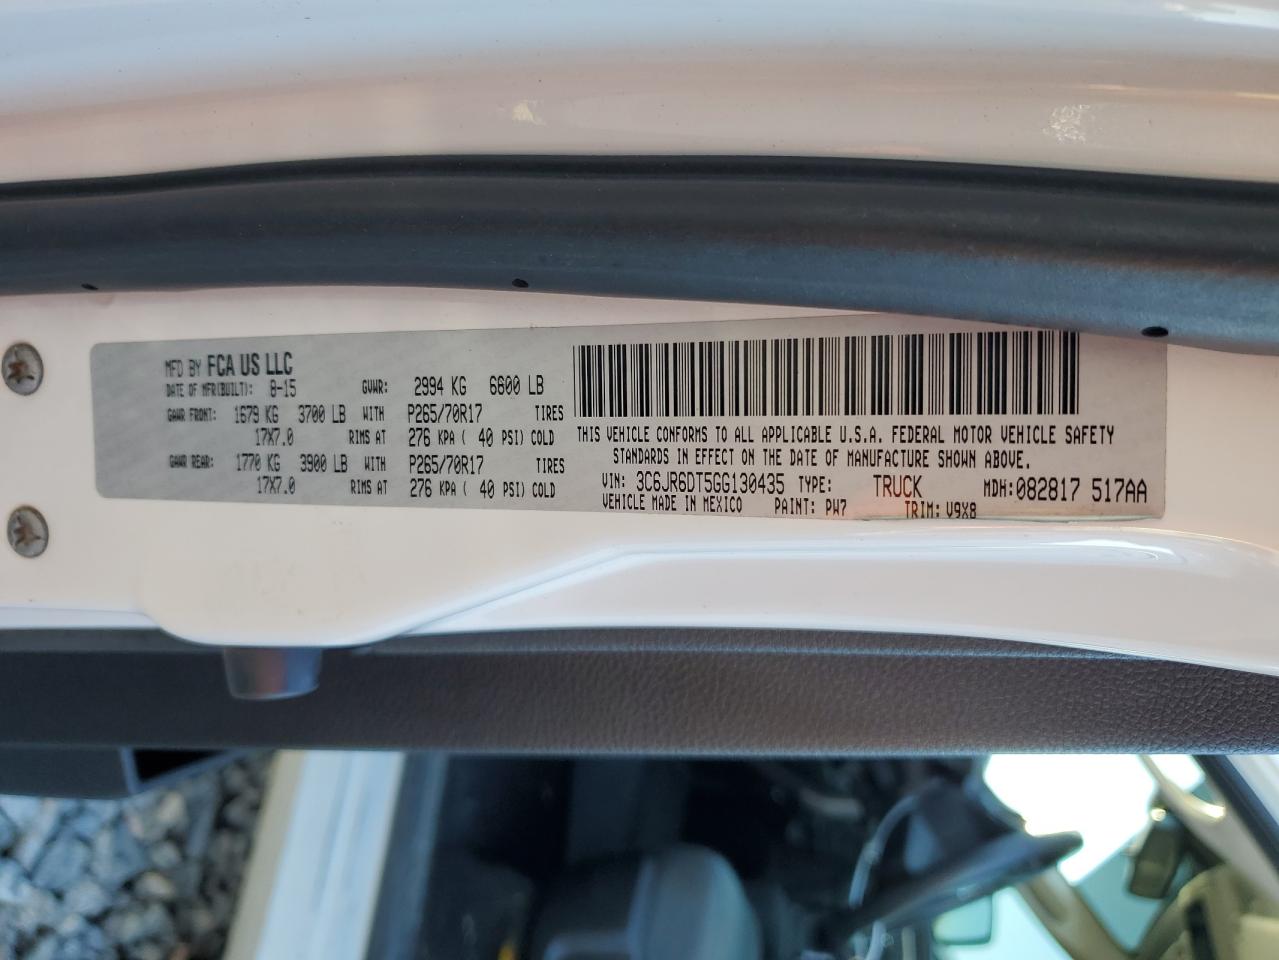 MFD BY FCA US LLC
DATE OF MFR(BUILT): 8-15 GVWR: 2994 KG 6600 LB
GAWR FRONT: 1679 KG 3700 LB WITH P265/70R17 TIRES
17X7.0 RIMS AT 276 KPA ( 40 PSI) COLD
GAWR REAR: 1770 KG 3900 LB WITH P265/70R17 TIRES
17X7.0 RIMS AT 276 KPA ( 40 PSI) COLD
THIS VEHICLE CONFORMS TO ALL APPLICABLE U.S.A. FEDERAL MOTOR VEHICLE SAFETY
STANDARDS IN EFFECT ON THE DATE OF MANUFACTURE SHOWN ABOVE.
VIN: 3C6JR6DT5GG130435 TYPE: TRUCK MDH:082817 517AA
VEHICLE MADE IN MEXICO PAINT: PW7 TRIM: V9X8